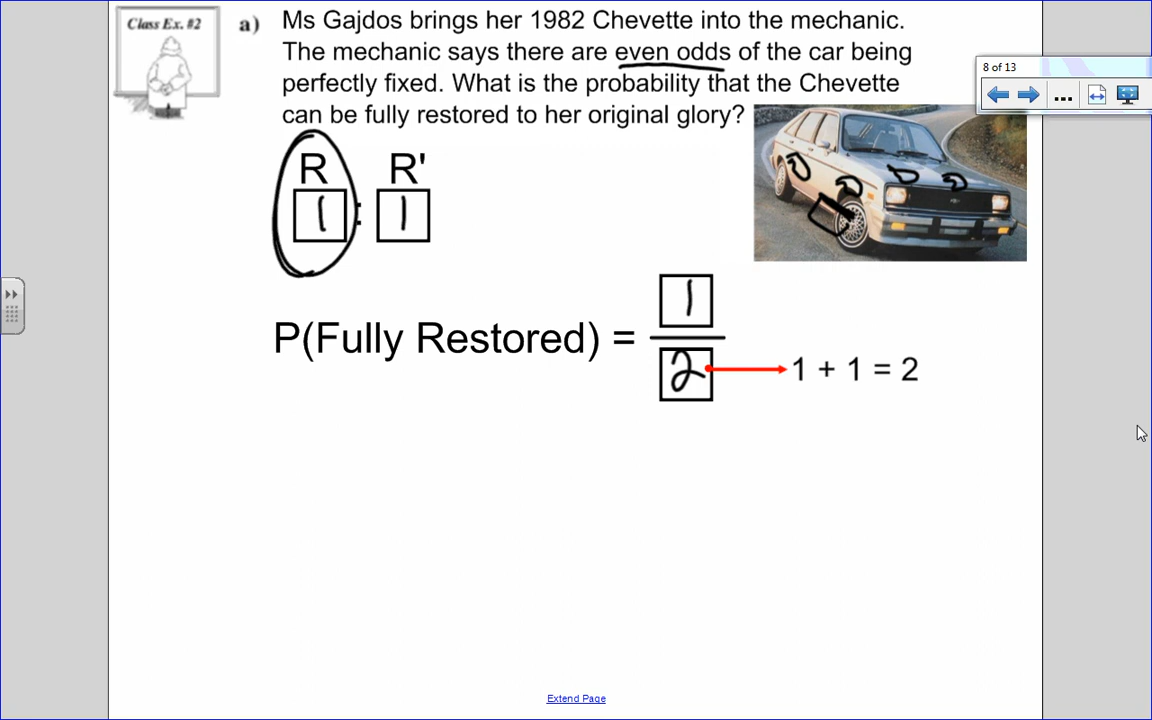 Class Ex. #2
a)
Ms Gajdos brings her 1982 Chevette into the mechanic.
The mechanic says there are even odds of the car being
perfectly fixed. What is the probability that the Chevette
can be fully restored to her original glory?
8 of 13
...
R R'
1 : 1
P(Fully Restored) = 1
2
1 + 1 = 2
Extend Page